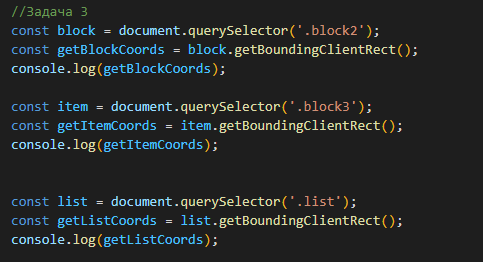 //Задача 3
const block = document.querySelector('.block2');
const getBlockCoords = block.getBoundingClientRect();
console.log(getBlockCoords);
const item = document.querySelector('.block3');
const getItemCoords = item.getBoundingClientRect();
console.log(getItemCoords);
const list = document.querySelector('.list');
const getListCoords = list.getBoundingClientRect();
console.log(getListCoords);